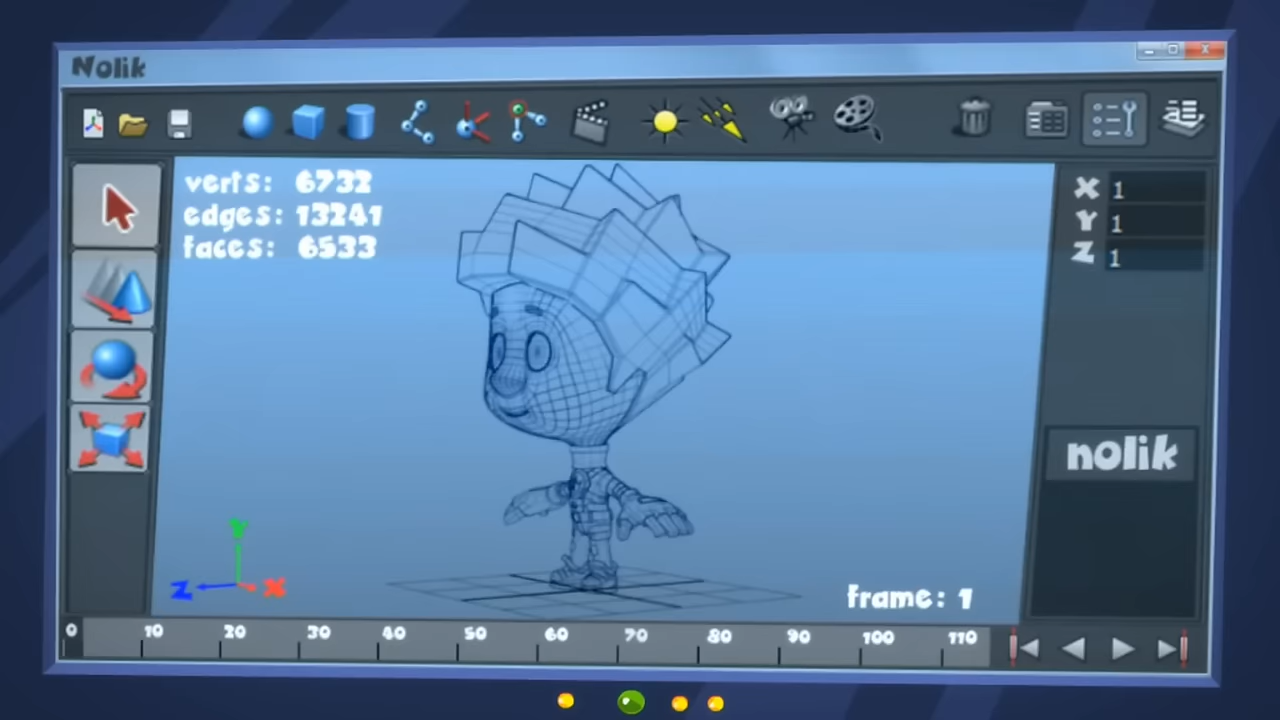 Nolik
verts: 6732
edges: 13241
faces: 6533
X 1
Y 1
Z 1
nolik
Y
Z X
frame: 1
0 10 20 30 40 50 60 70 80 90 100 110